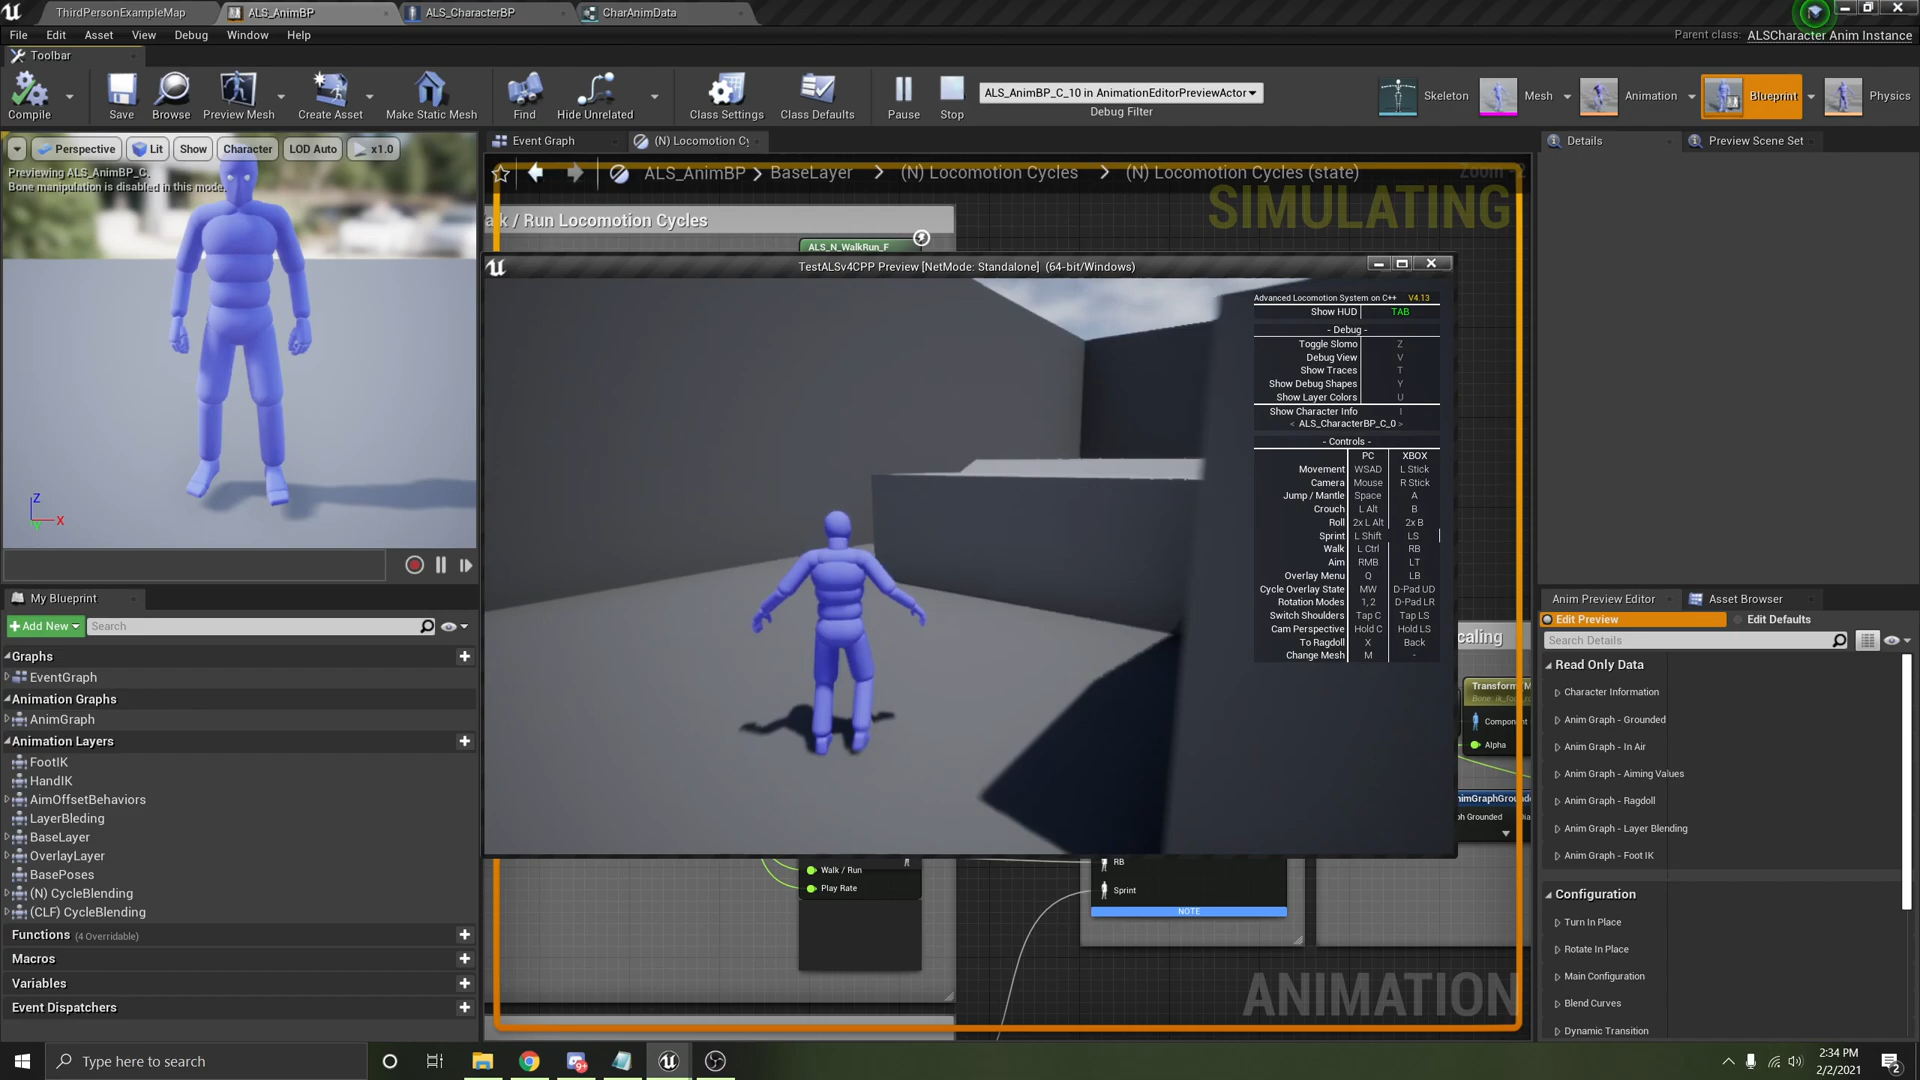 ThirdPersonExampleMap
ALS_AnimBP
ALS_CharacterBP
CharAnimData
File Edit Asset View Debug Window Help
Parent class: ALSCharacter Anim Instance
Toolbar
Compile
Save
Browse
Preview Mesh
Create Asset
Make Static Mesh
Find
Hide Unrelated
Class Settings
Class Defaults
Pause
Stop
ALS_AnimBP_C_10 in AnimationEditorPreviewActor
Debug Filter
Skeleton
Mesh
Animation
Blueprint
Physics
Perspective
Lit
Show
Character
LOD Auto
x1.0
Previewing ALS_AnimBP_C.
Bone manipulation is disabled in this mode.
Z
X
Event Graph
(N) Locomotion Cy
ALS_AnimBP > BaseLayer > (N) Locomotion Cycles > (N) Locomotion Cycles (state)
Zoom -2
SIMULATING
alk / Run Locomotion Cycles
ALS_N_WalkRun_F
TestALSv4CPP Preview [NetMode: Standalone] (64-bit/Windows)
Advanced Locomotion System on C++ V4.13
Show HUD TAB
- Debug -
Toggle Slomo Z
Debug View V
Show Traces T
Show Debug Shapes Y
Show Layer Colors U
Show Character Info I
< ALS_CharacterBP_C_0 >
- Controls -
PC XBOX
Movement WSAD L Stick
Camera Mouse R Stick
Jump / Mantle Space A
Crouch L Alt B
Roll 2x L Alt 2x B
Sprint L Shift LS
Walk L Ctrl RB
Aim RMB LT
Overlay Menu Q LB
Cycle Overlay State MW D-Pad UD
Rotation Modes 1, 2 D-Pad LR
Switch Shoulders Tap C Tap LS
Cam Perspective Hold C Hold LS
To Ragdoll X Back
Change Mesh M -
caling
Transform (M
Component
Alpha
nimGraphGround
ph Grounded
Walk / Run
Play Rate
RB
Sprint
NOTE
ANIMATION
My Blueprint
Add New
Search
Graphs
EventGraph
Animation Graphs
AnimGraph
Animation Layers
FootIK
HandIK
AimOffsetBehaviors
LayerBleding
BaseLayer
OverlayLayer
BasePoses
(N) CycleBlending
(CLF) CycleBlending
Functions (4 Overridable)
Macros
Variables
Event Dispatchers
Details
Preview Scene Set
Anim Preview Editor
Asset Browser
Edit Preview
Edit Defaults
Search Details
Read Only Data
Character Information
Anim Graph - Grounded
Anim Graph - In Air
Anim Graph - Aiming Values
Anim Graph - Ragdoll
Anim Graph - Layer Blending
Anim Graph - Foot IK
Configuration
Turn In Place
Rotate In Place
Main Configuration
Blend Curves
Dynamic Transition
Type here to search
2:34 PM
2/2/2021